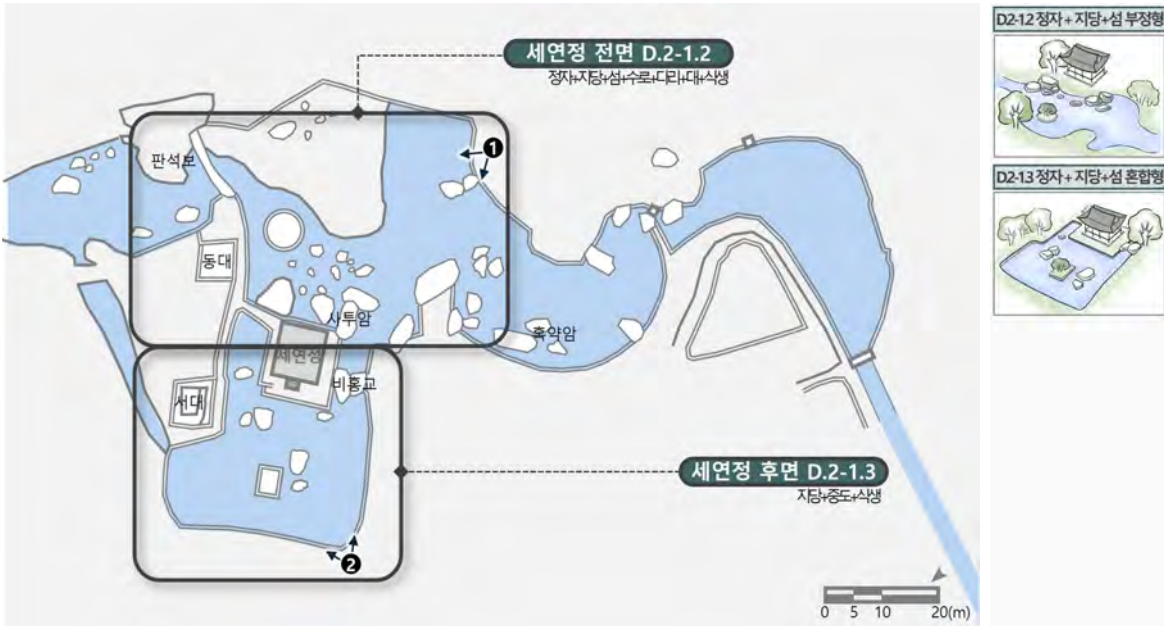 세연정 전면 D.2-1.2
정자+지당+섬+수로+다리+대+식생
판석보
❶
동대
사투암
혹약암
세연정
비홍교
서대
세연정 후면 D.2-1.3
지당+중도+식생
❷
0 5 10 20(m)
D2-1.2 정자 + 지당+섬 부정형
D2-1.3 정자 + 지당+섬 혼합형